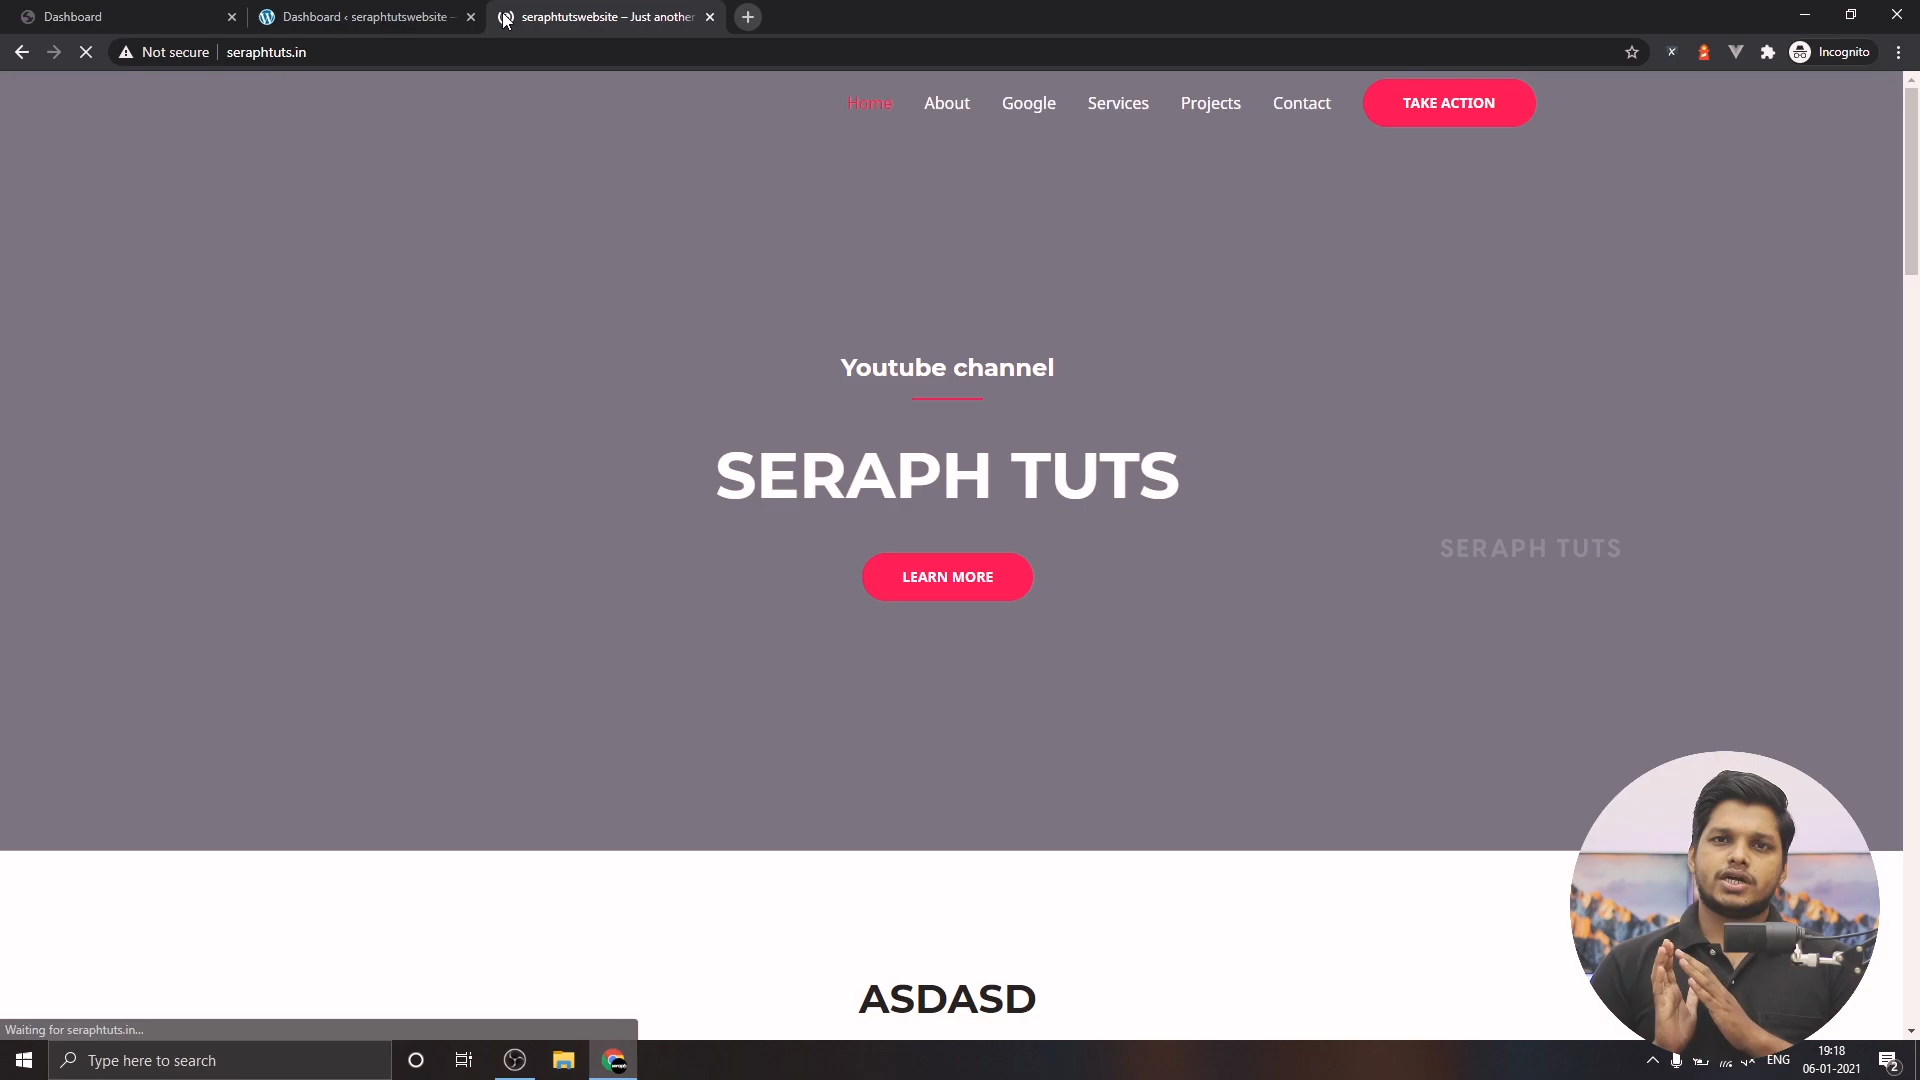 Dashboard
Dashboard ‹ seraphtutswebsite –
seraphtutswebsite – Just another
Not secure
seraphtuts.in
Incognito
Home
About
Google
Services
Projects
Contact
TAKE ACTION
Youtube channel
SERAPH TUTS
LEARN MORE
SERAPH TUTS
ASDASD
Waiting for seraphtuts.in...
Type here to search
ENG
19:18
06-01-2021
2